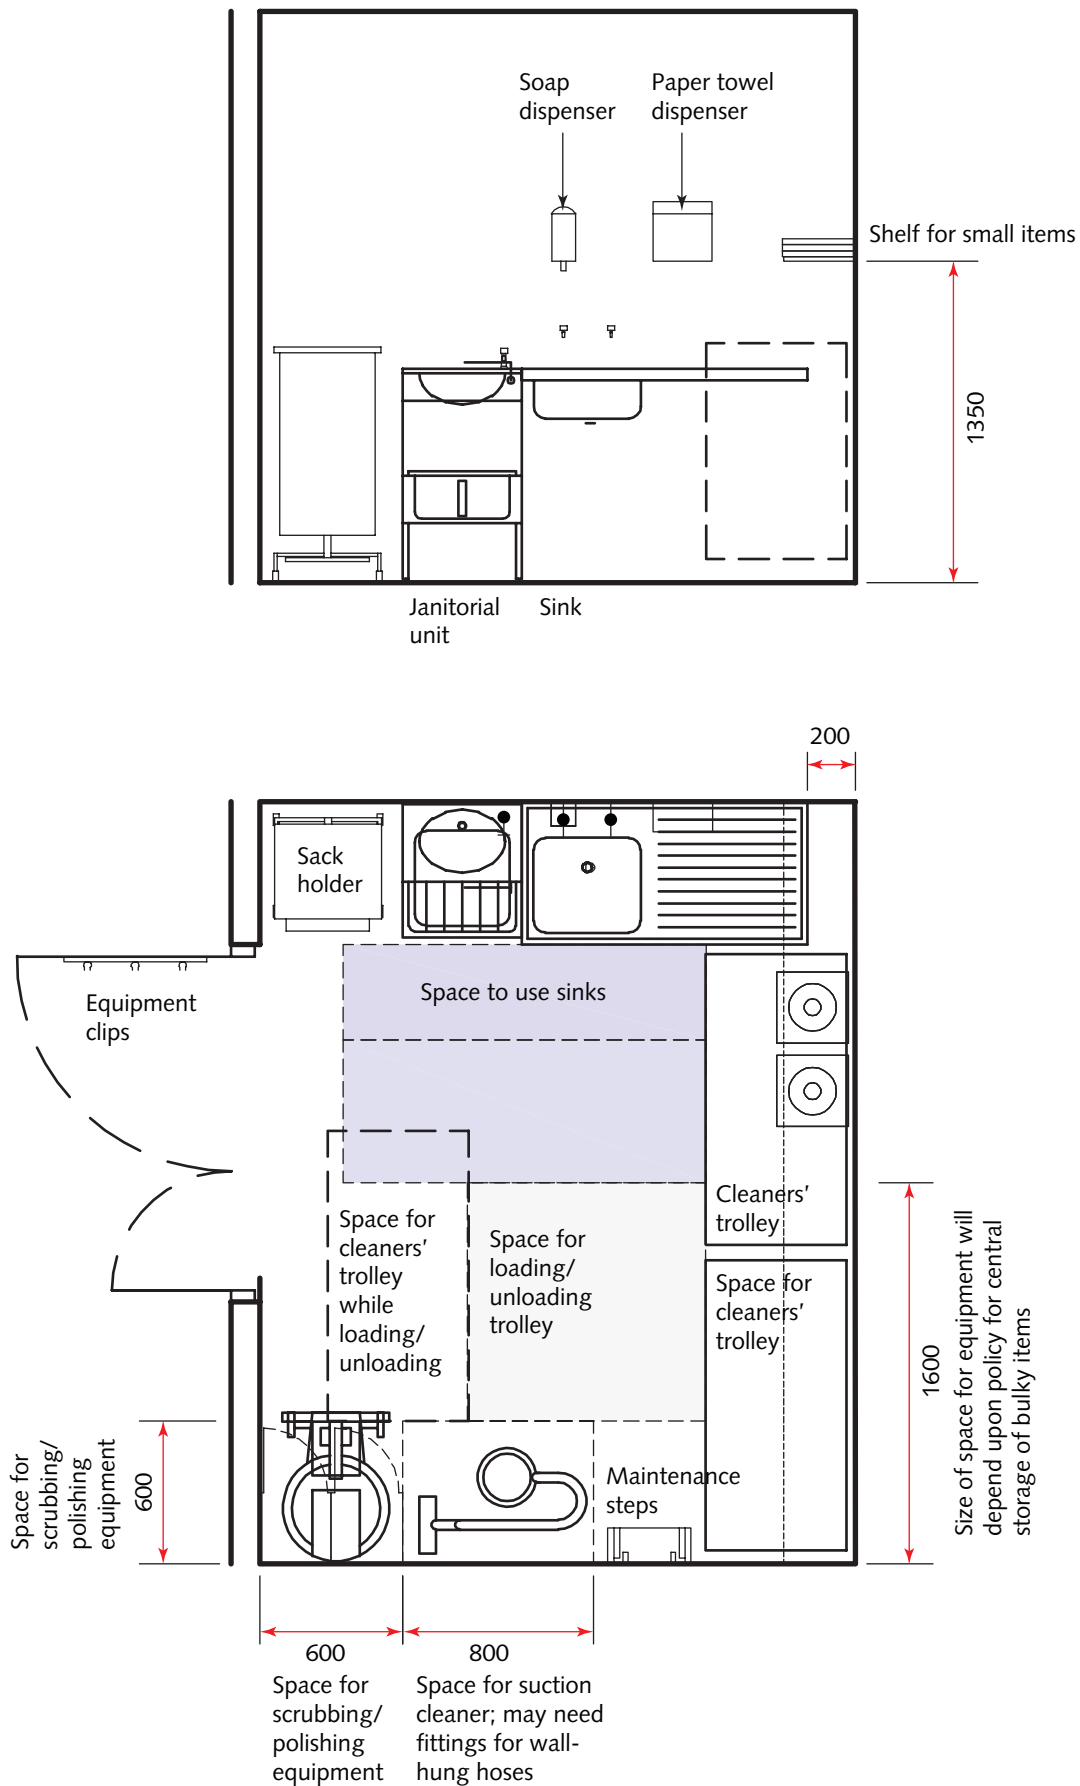 Soap
dispenser
Paper towel
dispenser
Shelf for small items
1350
Janitorial
unit
Sink
200
Sack
holder
Equipment
clips
Space to use sinks
Cleaners'
trolley
Space for
cleaners'
trolley
while
loading/
unloading
Space for
loading/
unloading
trolley
Space for
cleaners'
trolley
1600
Size of space for equipment will
depend upon policy for central
storage of bulky items
Space for
scrubbing/
polishing
equipment
600
Maintenance
steps
600
Space for
scrubbing/
polishing
equipment
800
Space for suction
cleaner; may need
fittings for wall-
hung hoses